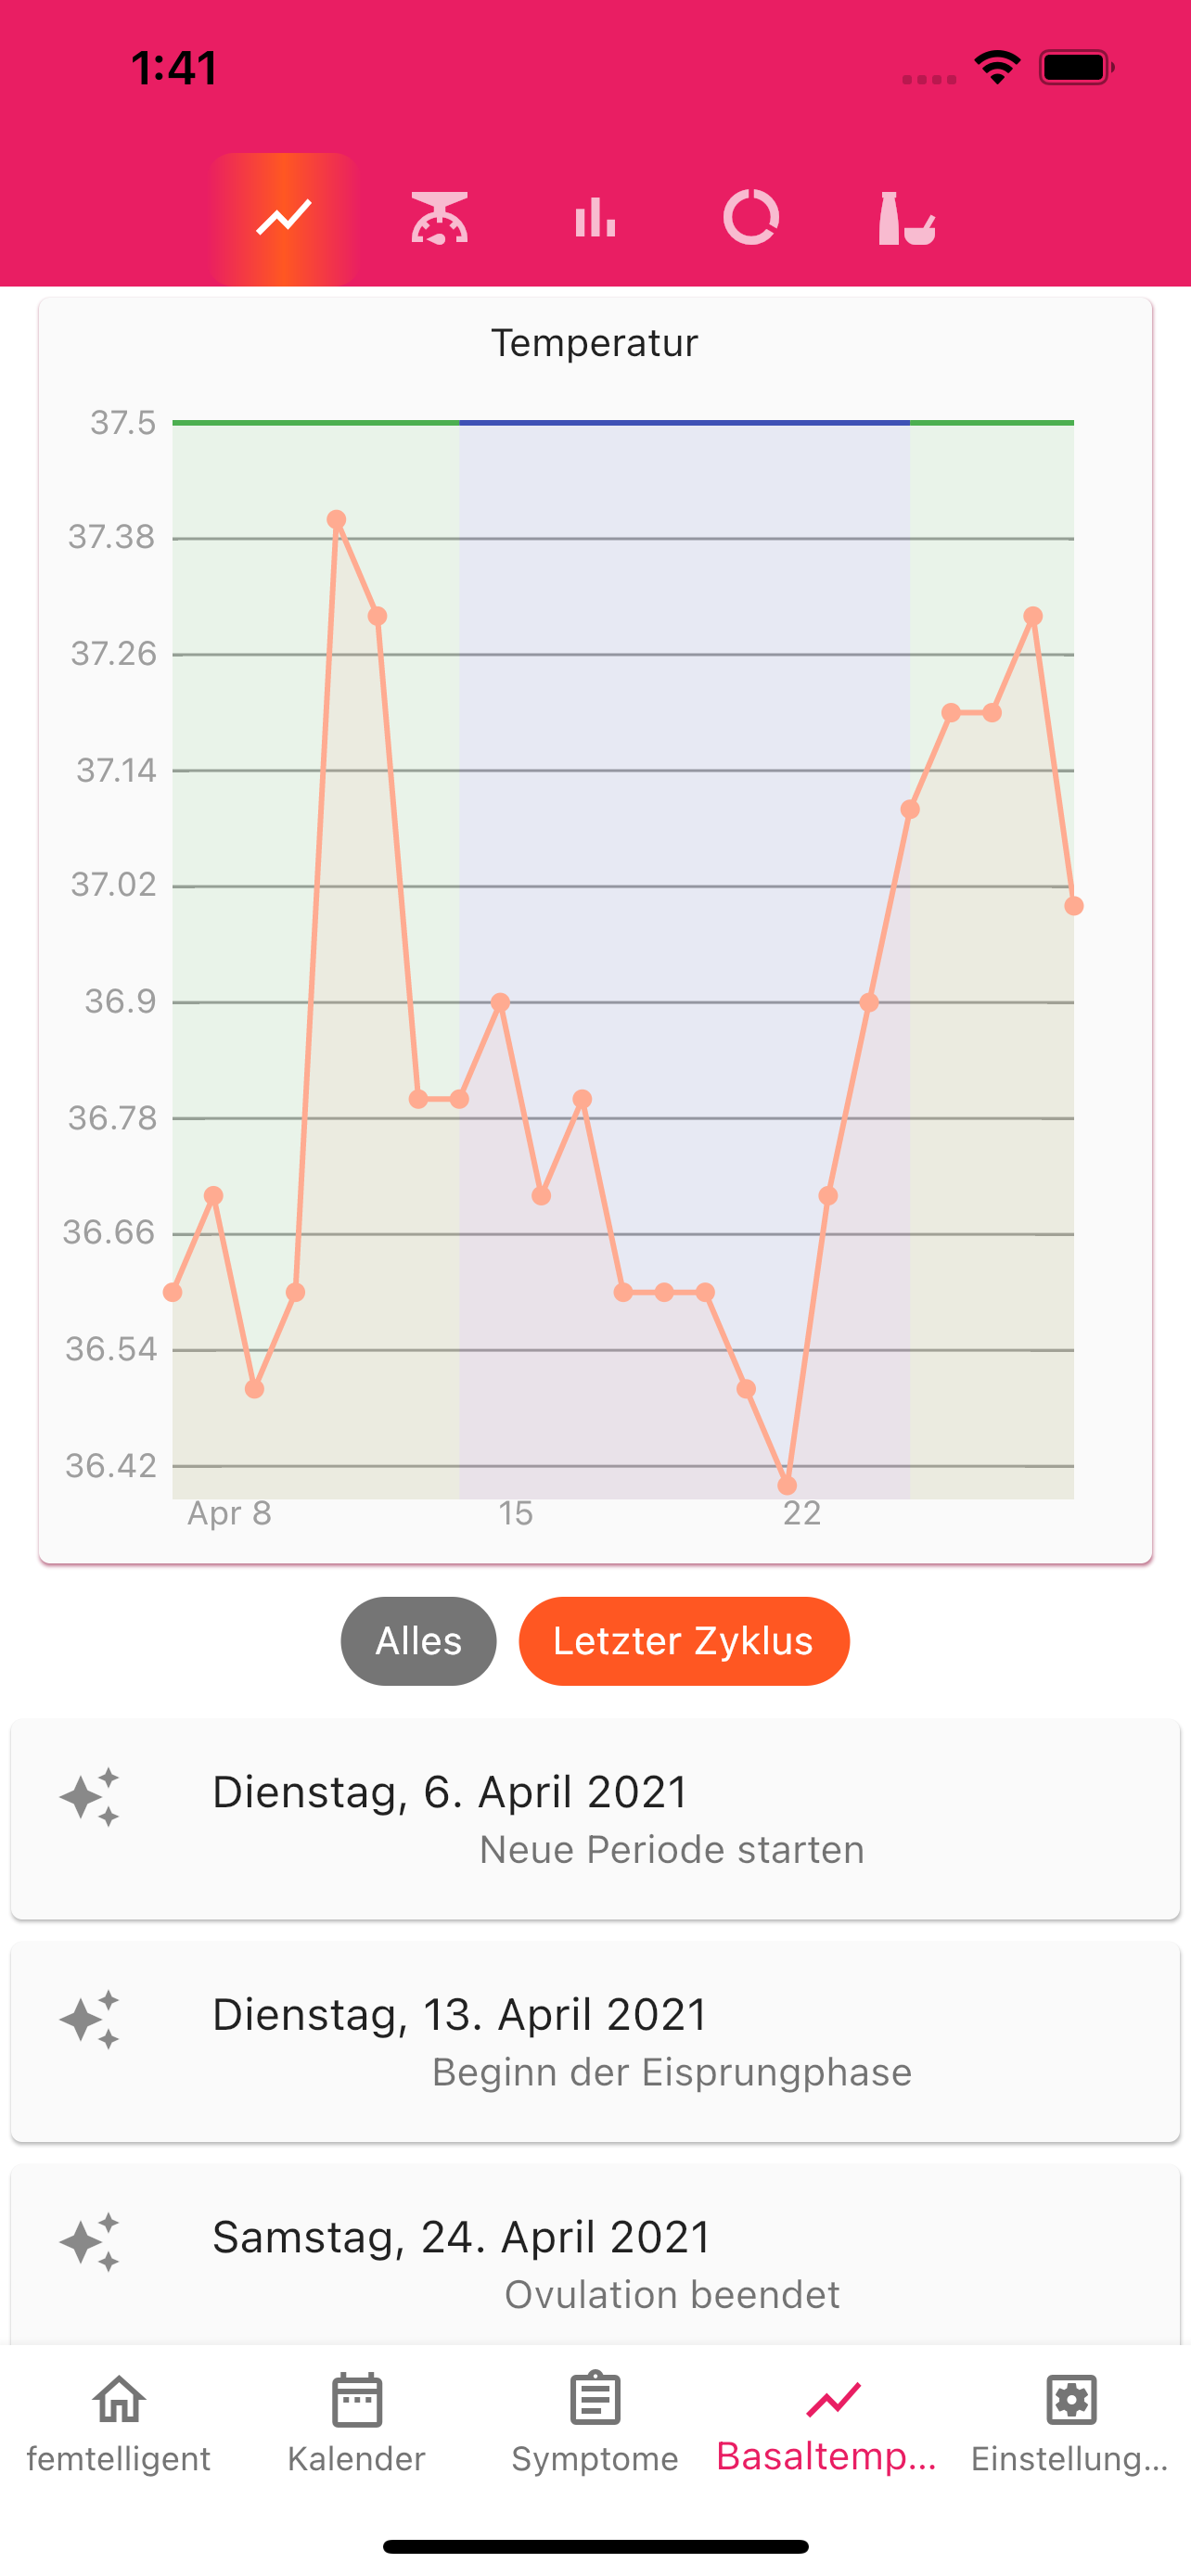 1:41
Temperatur
37.5
37.38
37.26
37.14
37.02
36.9
36.78
36.66
36.54
36.42
Apr 8 15 22
Alles Letzter Zyklus
Dienstag, 6. April 2021
Neue Periode starten
Dienstag, 13. April 2021
Beginn der Eisprungphase
Samstag, 24. April 2021
Ovulation beendet
femtelligent Kalender Symptome Basaltemp... Einstellung...